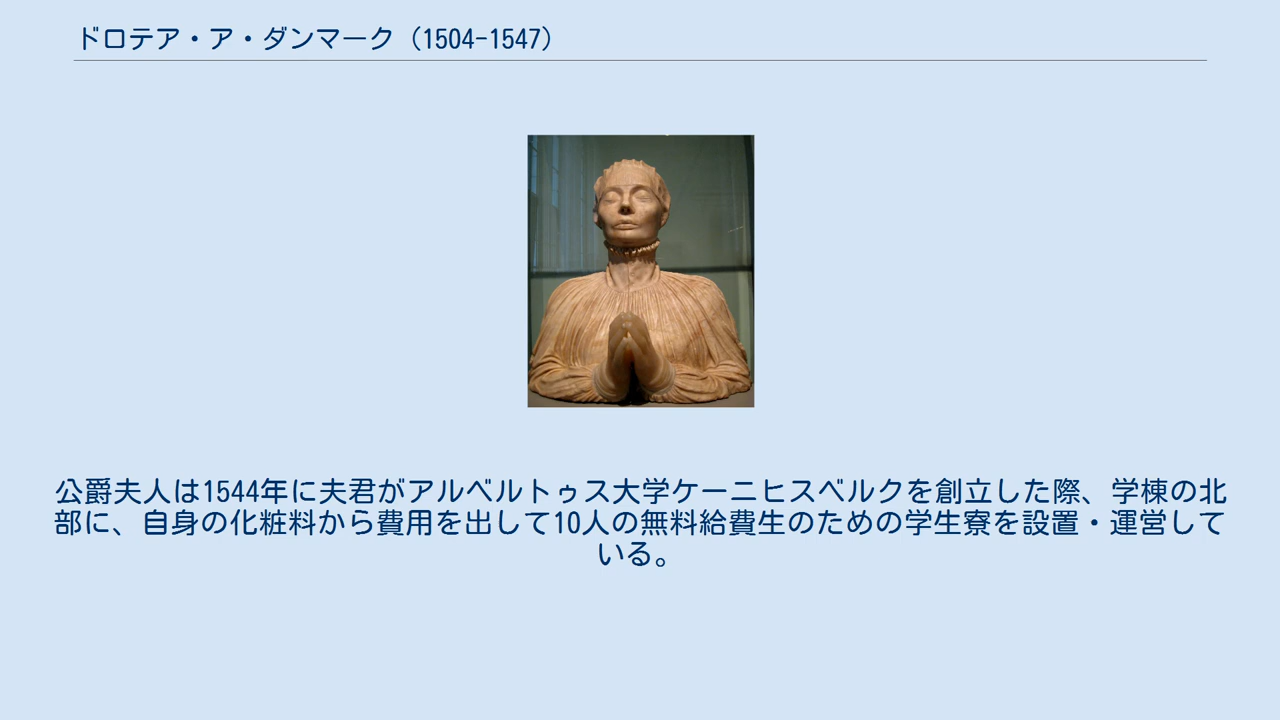 ドロテア・ア・ダンマーク（1504-1547）
公爵夫人は1544年に夫君がアルベルトゥス大学ケーニヒスベルクを創立した際、学棟の北
部に、自身の化粧料から費用を出して10人の無料給費生のための学生寮を設置・運営して
いる。